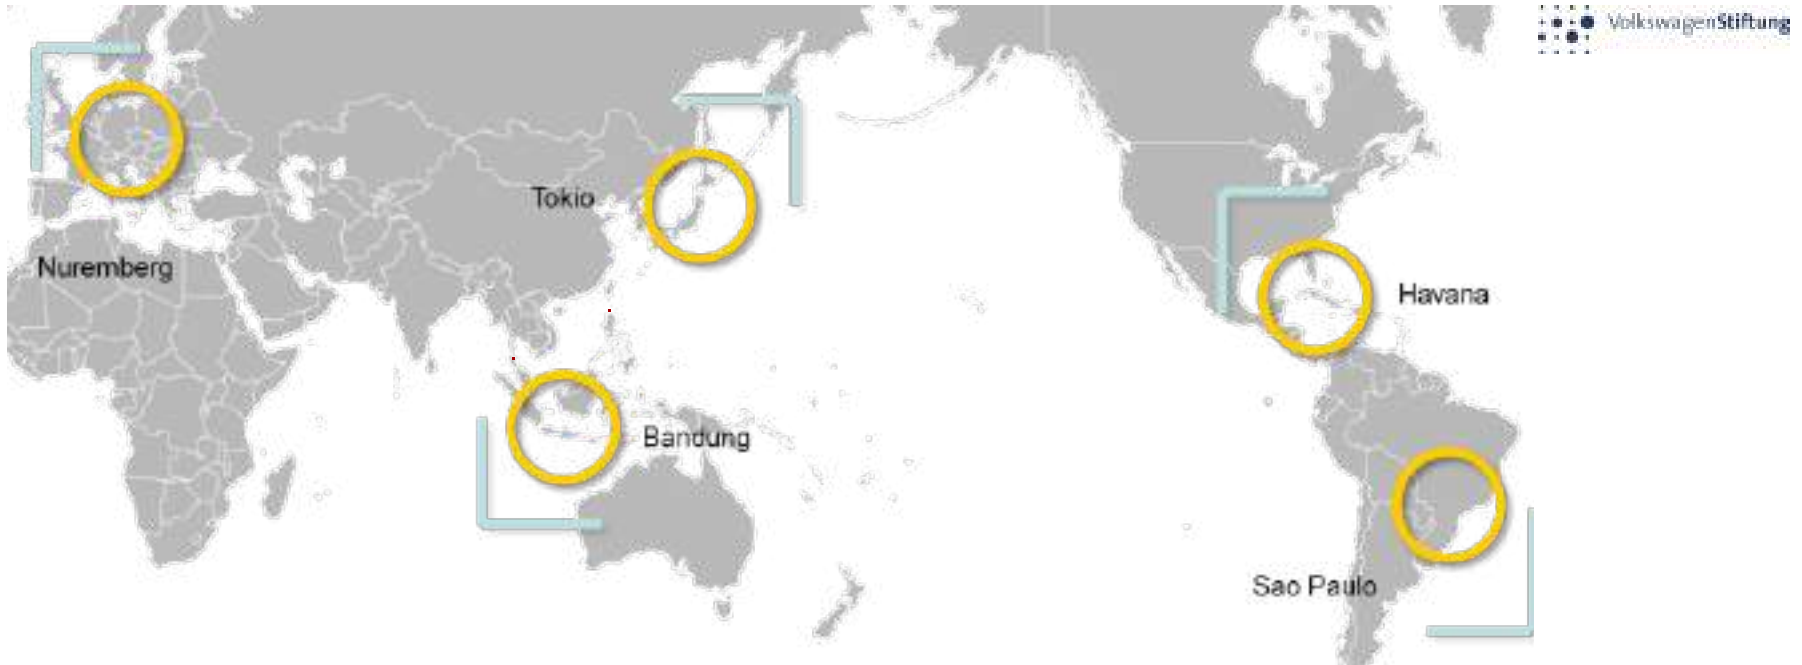 VolkswagenStiftung
Tokio
Nuremberg
Havana
Bandung
Sao Paulo